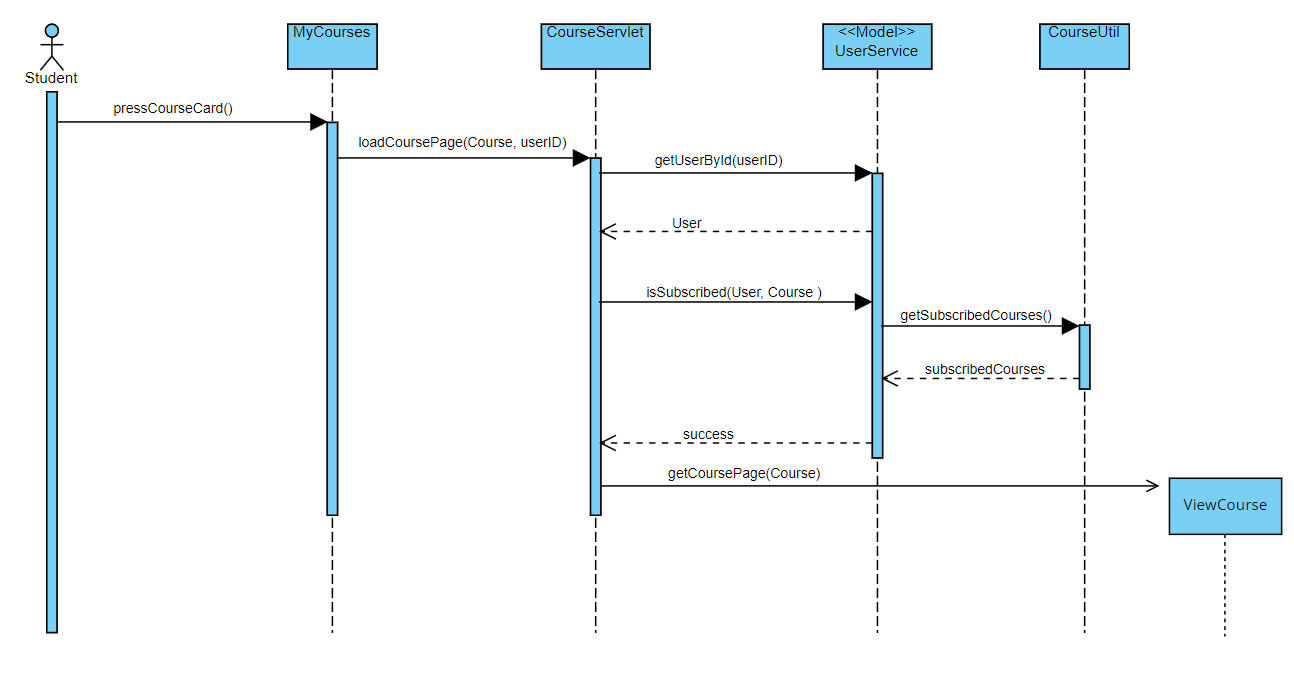 MyCourses
CourseServlet
<<Model>>
UserService
CourseUtil
Student
pressCourseCard()
loadCoursePage(Course, userID)
getUserById(userID)
User
isSubscribed(User, Course )
getSubscribedCourses()
subscribedCourses
success
getCoursePage(Course)
ViewCourse